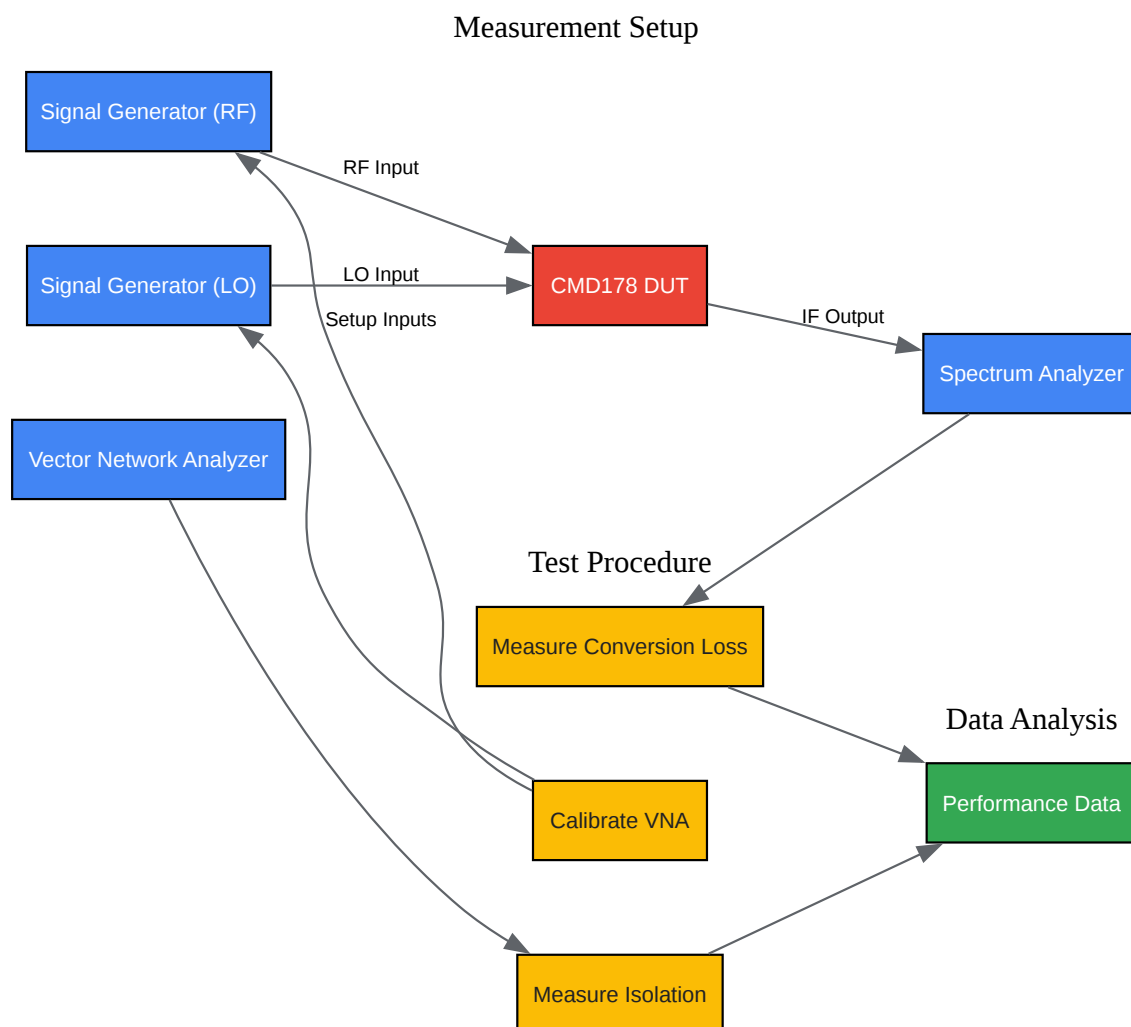 Measurement Setup
Signal Generator (RF)
RF Input
Signal Generator (LO)
LO Input
CMD178 DUT
Setup Inputs
IF Output
Spectrum Analyzer
Vector Network Analyzer
Test Procedure
Measure Conversion Loss
Data Analysis
Calibrate VNA
Performance Data
Measure Isolation